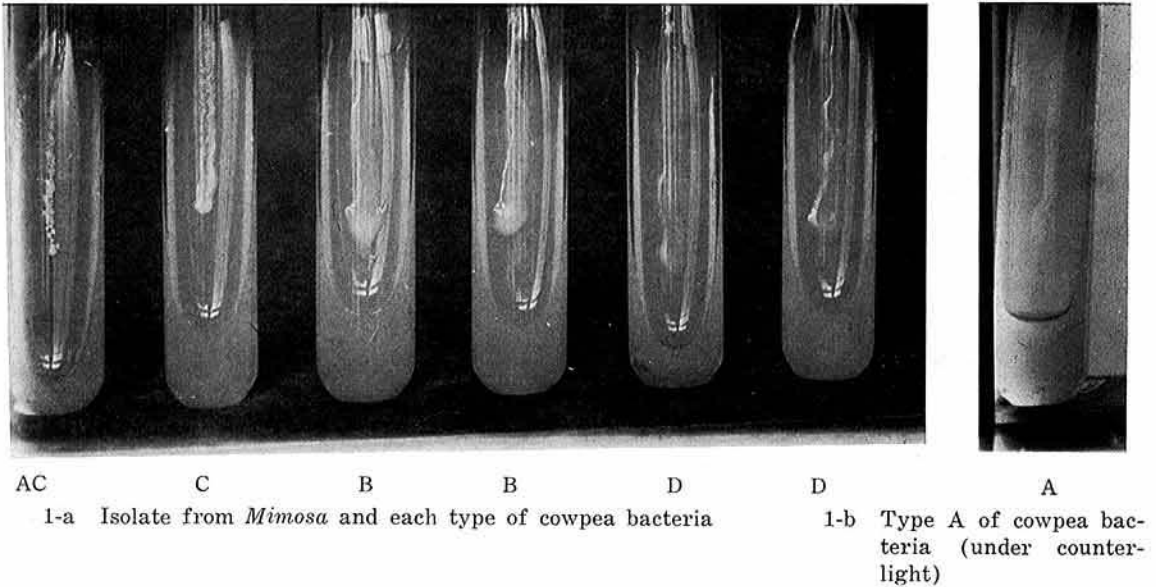 AC C B B D D A
1-a Isolate from Mimosa and each type of cowpea bacteria
1-b Type A of cowpea bac-
teria (under counter-
light)